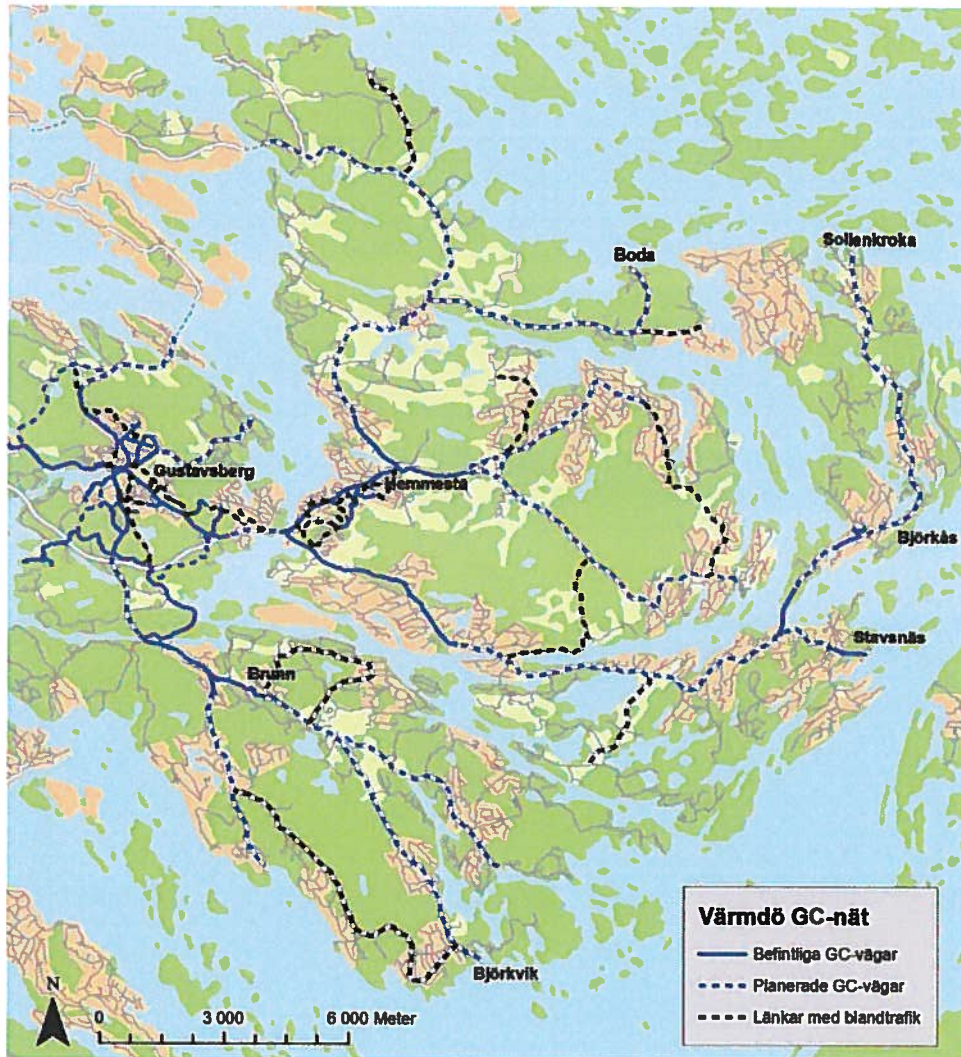 Boda
Sollenkroka
Gustavsberg
Hemmesta
Björkås
Stavsnäs
Brunn
Björkvik
Värmdö GC-nät
Befintliga GC-vägar
Planerade GC-vägar
Länkar med blandtrafik
N
0 3 000 6 000 Meter